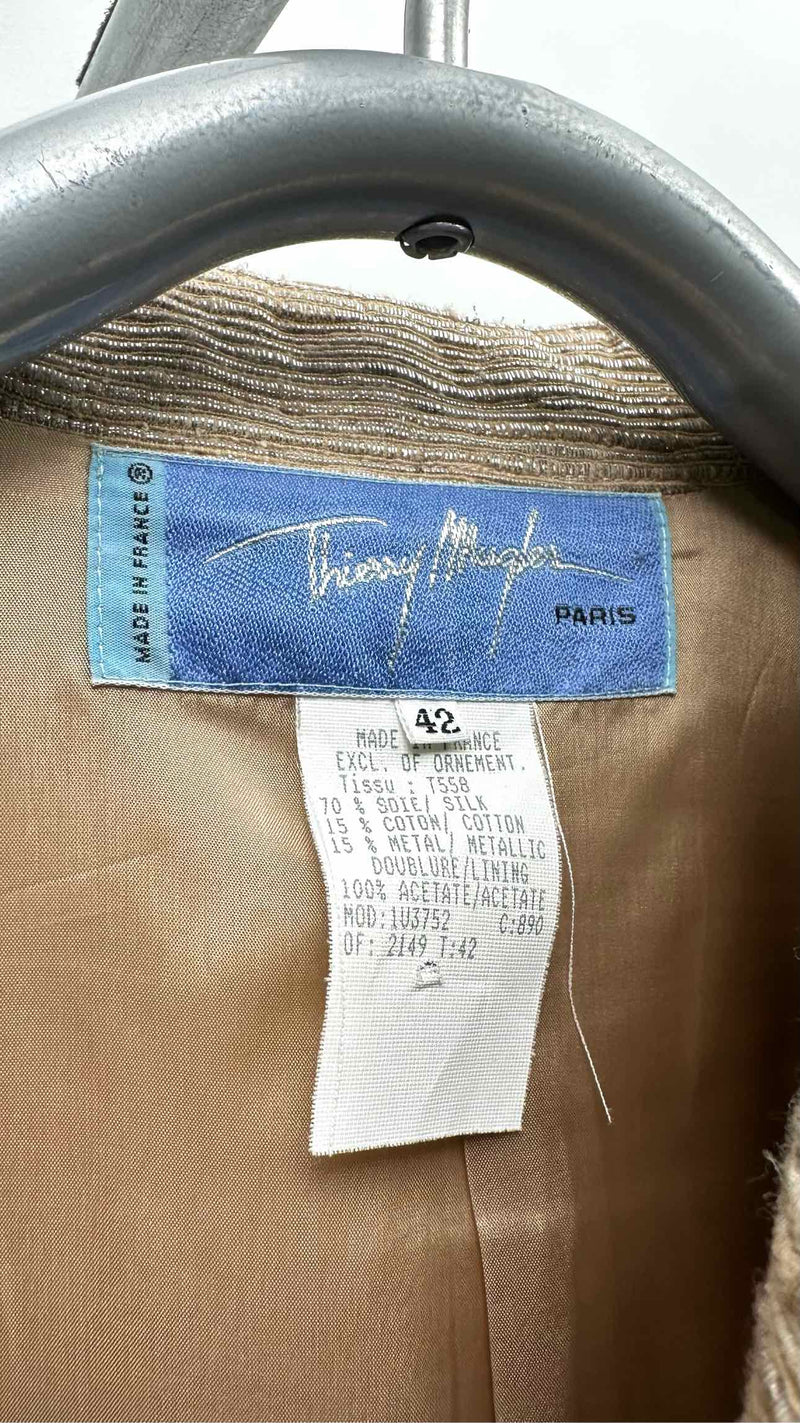 MADE IN FRANCE®
Thierry Mugler
PARIS
42
MADE IN FRANCE
EXCL. OF ORNEMENT.
Tissu : T558
70 % SOIE/ SILK
15 % COTON/ COTTON
15 % METAL/ METALLIC
DOUBLURE/LINING
100% ACETATE/ACETATE
MOD:1U3752 C:890
OF: 2149 T:42